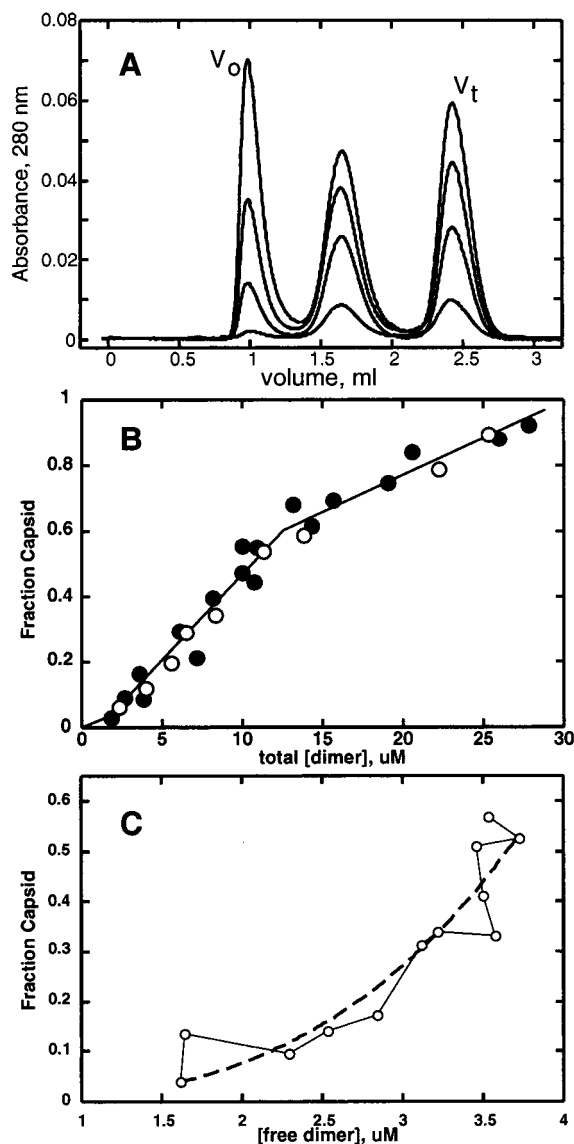 0.08
A
Vo
Vt
0.06
0.04
0.02
0
Absorbance, 280 nm
0 0.5 1 1.5 2 2.5 3
volume, ml
1
B
0.8
0.6
0.4
0.2
0
Fraction Capsid
0 5 10 15 20 25 30
total [dimer], uM
0.6
C
0.5
0.4
0.3
0.2
0.1
0
Fraction Capsid
1 1.5 2 2.5 3 3.5 4
[free dimer], uM